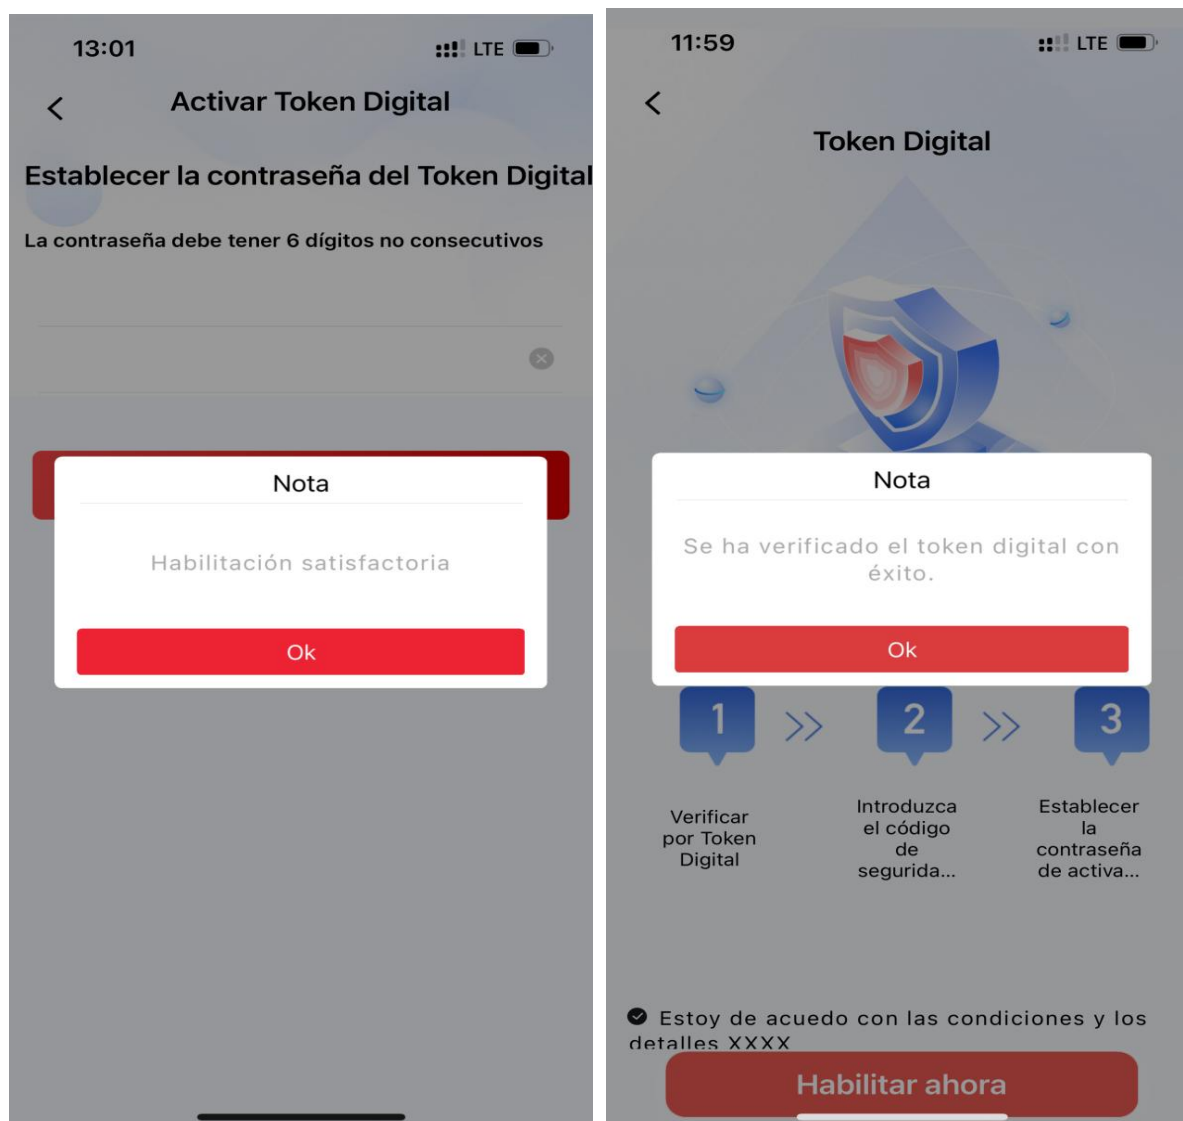 13:01
LTE
Activar Token Digital
Establecer la contraseña del Token Digital
La contraseña debe tener 6 dígitos no consecutivos
Nota
Habilitación satisfactoria
Ok
11:59
LTE
Token Digital
Nota
Se ha verificado el token digital con
éxito.
Ok
1
2
3
Verificar
por Token
Digital
Introduzca
el código
de
segurida...
Establecer
la
contraseña
de activa...
Estoy de acuedo con las condiciones y los
detalles XXXX
Habilitar ahora